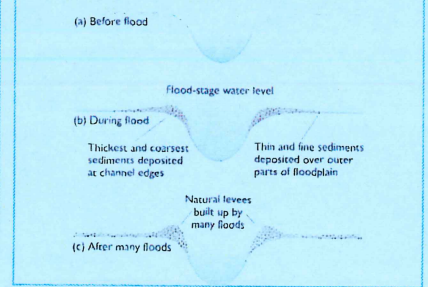 (a) Before flood
Flood-stage water level
(b) During flood
Thickest and coarsest
sediments deposited
at channel edges
Thin and fine sediments
deposited over outer
parts of floodplain
Natural levees
built up by
many floods
(c) After many floods